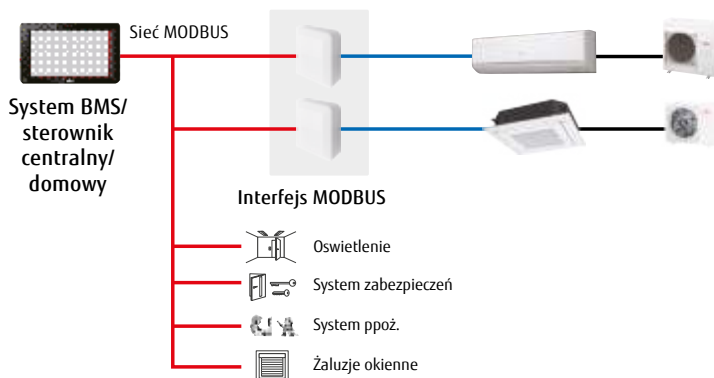 Sieć MODBUS
System BMS/
sterownik
centralny/
domowy
Interfejs MODBUS
Oswietlenie
System zabezpieczeń
System ppoż.
Żaluzje okienne